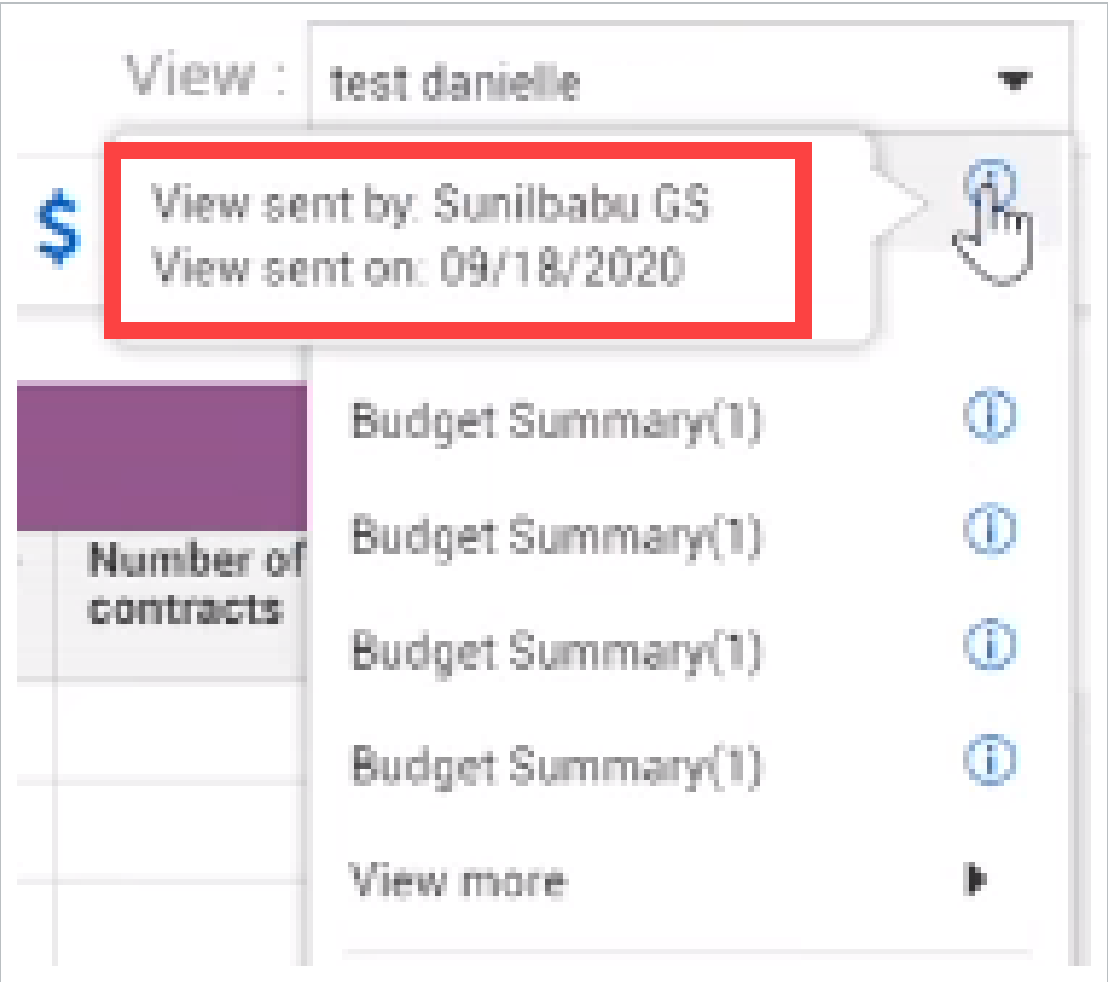 View :
test danielle
$
View sent by: Sunilbabu GS
View sent on: 09/18/2020
Budget Summary(1)
Budget Summary(1)
Number of
contracts
Budget Summary(1)
Budget Summary(1)
View more